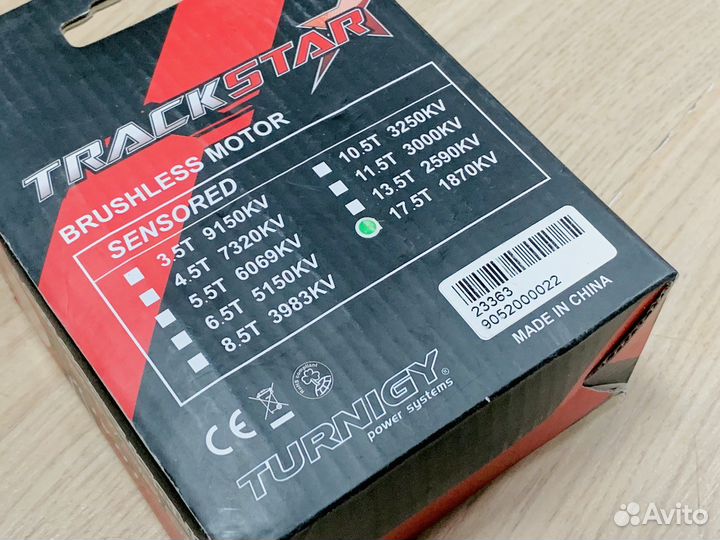 TRACKSTAR
BRUSHLESS MOTOR
SENSORED
3.5T 9150KV
4.5T 7320KV
5.5T 6069KV
6.5T 5150KV
8.5T 3983KV
10.5T 3250KV
11.5T 3000KV
13.5T 2590KV
17.5T 1870KV
23363
9052000022
MADE IN CHINA
CE
RoHS compliant
TURNIGY®
power systems
Avito